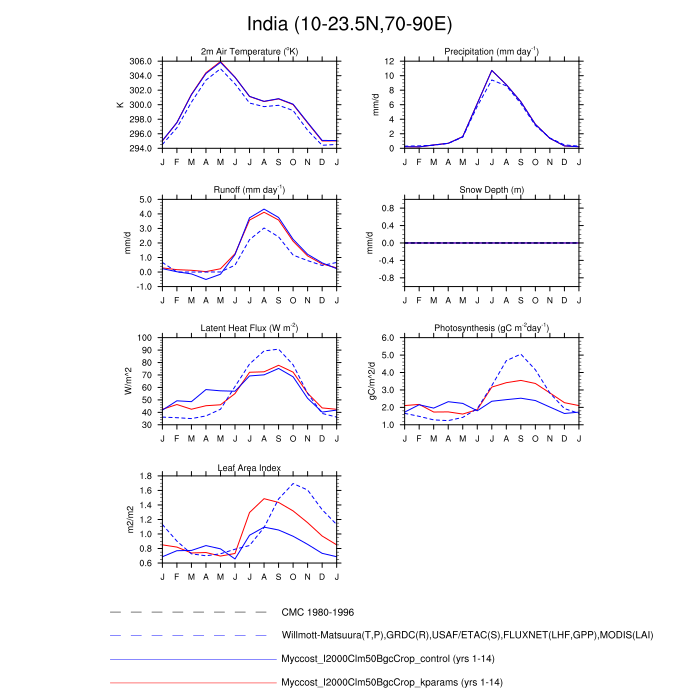 India (10-23.5N,70-90E)
2m Air Temperature (°K)
Precipitation (mm day⁻¹)
306.0
304.0
302.0
300.0
298.0
296.0
294.0
K
J F M A M J J A S O N D J
12
10
8
6
4
2
0
mm/d
J F M A M J J A S O N D J
Runoff (mm day⁻¹)
Snow Depth (m)
5.0
4.0
3.0
2.0
1.0
0.0
-1.0
mm/d
J F M A M J J A S O N D J
0.8
0.4
0.0
-0.4
-0.8
mm/d
J F M A M J J A S O N D J
Latent Heat Flux (W m⁻²)
Photosynthesis (gC m⁻²day⁻¹)
100
90
80
70
60
50
40
30
W/m^2
J F M A M J J A S O N D J
6.0
5.0
4.0
3.0
2.0
1.0
gC/m^2/d
J F M A M J J A S O N D J
Leaf Area Index
1.8
1.6
1.4
1.2
1.0
0.8
0.6
m2/m2
J F M A M J J A S O N D J
CMC 1980-1996
Willmott-Matsuura(T,P),GRDC(R),USAF/ETAC(S),FLUXNET(LHF,GPP),MODIS(LAI)
Myccost_I2000Clm50BgcCrop_control (yrs 1-14)
Myccost_I2000Clm50BgcCrop_kparams (yrs 1-14)